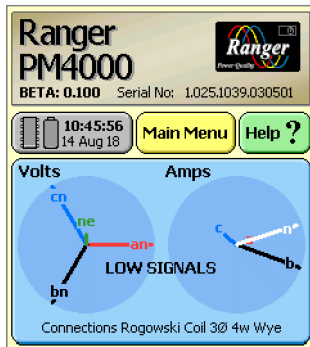 Ranger
PM4000
Ranger
Power Quality
BETA: 0.100 Serial No: 1.025.1039.030501
10:45:56
14 Aug 18
Main Menu
Help ?
Volts Amps
cn
ne
an
bn
c
n
b
LOW SIGNALS
Connections Rogowski Coil 3Ø 4w Wye